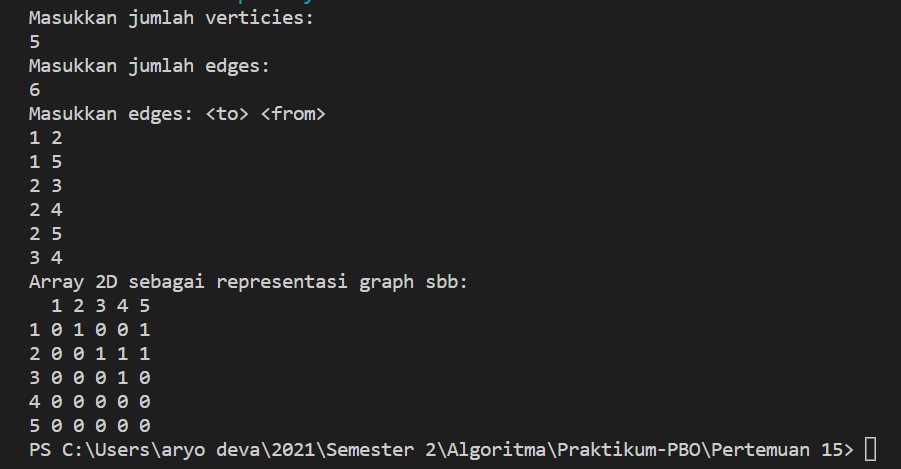 Masukkan jumlah verticies:
5
Masukkan jumlah edges:
6
Masukkan edges: <to> <from>
1 2
1 5
2 3
2 4
2 5
3 4
Array 2D sebagai representasi graph sbb:
  1 2 3 4 5
1 0 1 0 0 1
2 0 0 1 1 1
3 0 0 0 1 0
4 0 0 0 0 0
5 0 0 0 0 0
PS C:\Users\aryo deva\2021\Semester 2\Algoritma\Praktikum-PBO\Pertemuan 15>